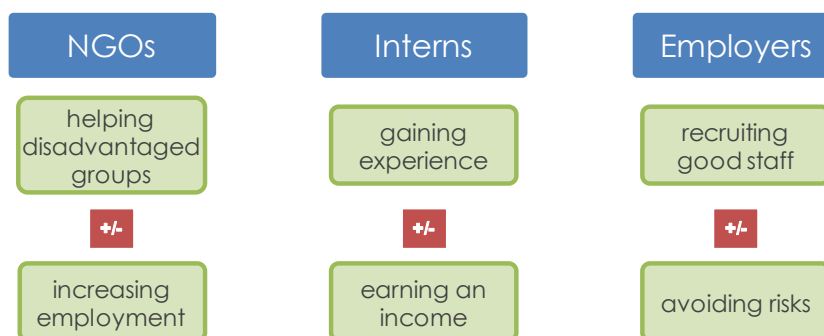 NGOs
helping
disadvantaged
groups
+/-
increasing
employment
Interns
gaining
experience
+/-
earning an
income
Employers
recruiting
good staff
+/-
avoiding risks